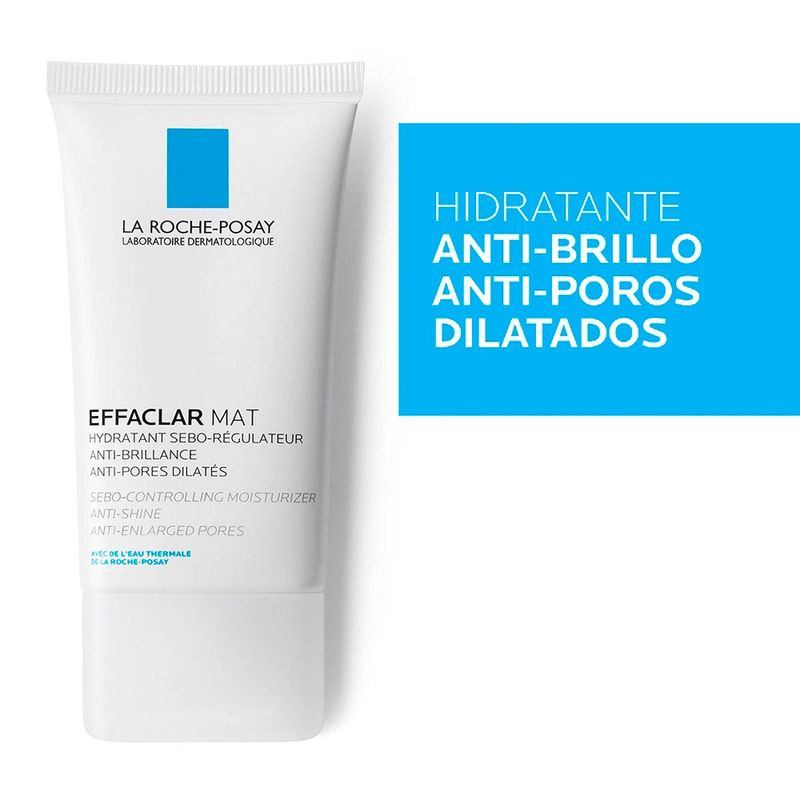 LA ROCHE-POSAY
LABORATOIRE DERMATOLOGIQUE
EFFACLAR MAT
HYDRATANT SEBO-RÉGULATEUR
ANTI-BRILLANCE
ANTI-PORES DILATÉS
SEBO-CONTROLLING MOISTURIZER
ANTI-SHINE
ANTI-ENLARGED PORES
AVEC DE L'EAU THERMALE
DE LA ROCHE-POSAY
HIDRATANTE
ANTI-BRILLO
ANTI-POROS
DILATADOS